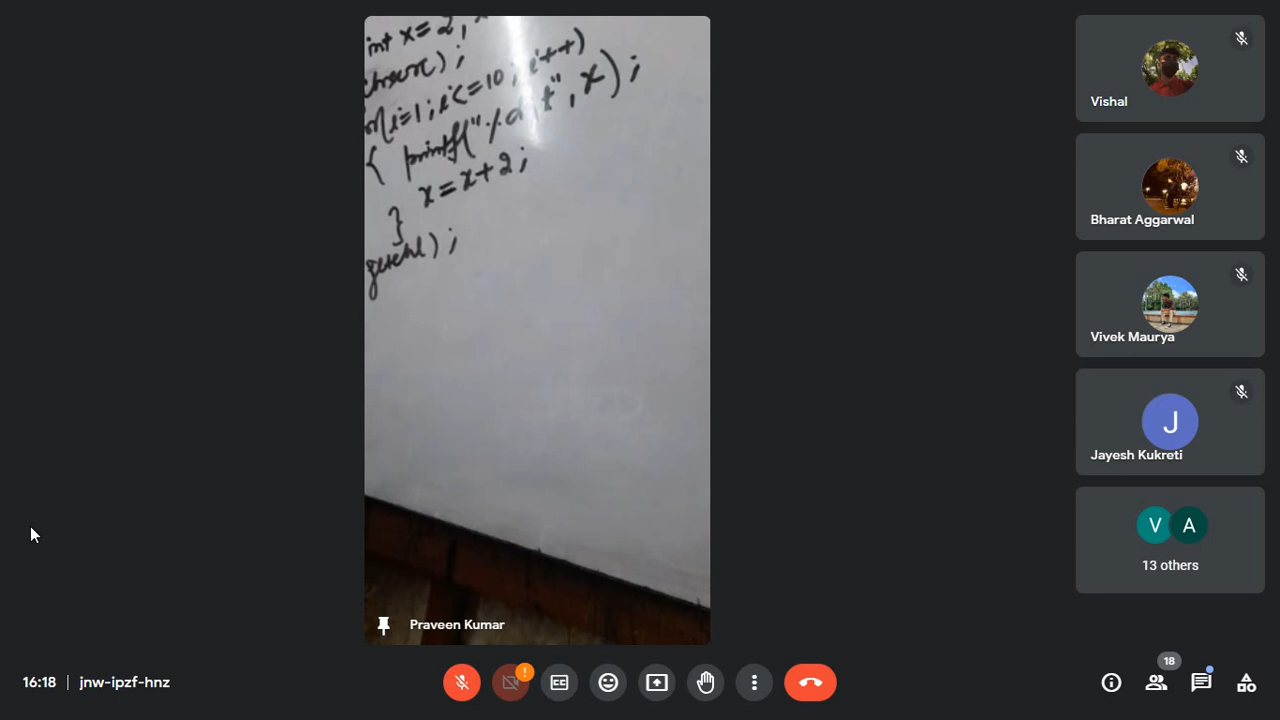 int x=2,
clrscr();
for(i=1; i<=10; i++)
{ printf("%d\t", x);
x=x+2;
}
getch();
Praveen Kumar
Vishal
Bharat Aggarwal
Vivek Maurya
J
Jayesh Kukreti
V A
13 others
16:18 | jnw-ipzf-hnz
CC
18